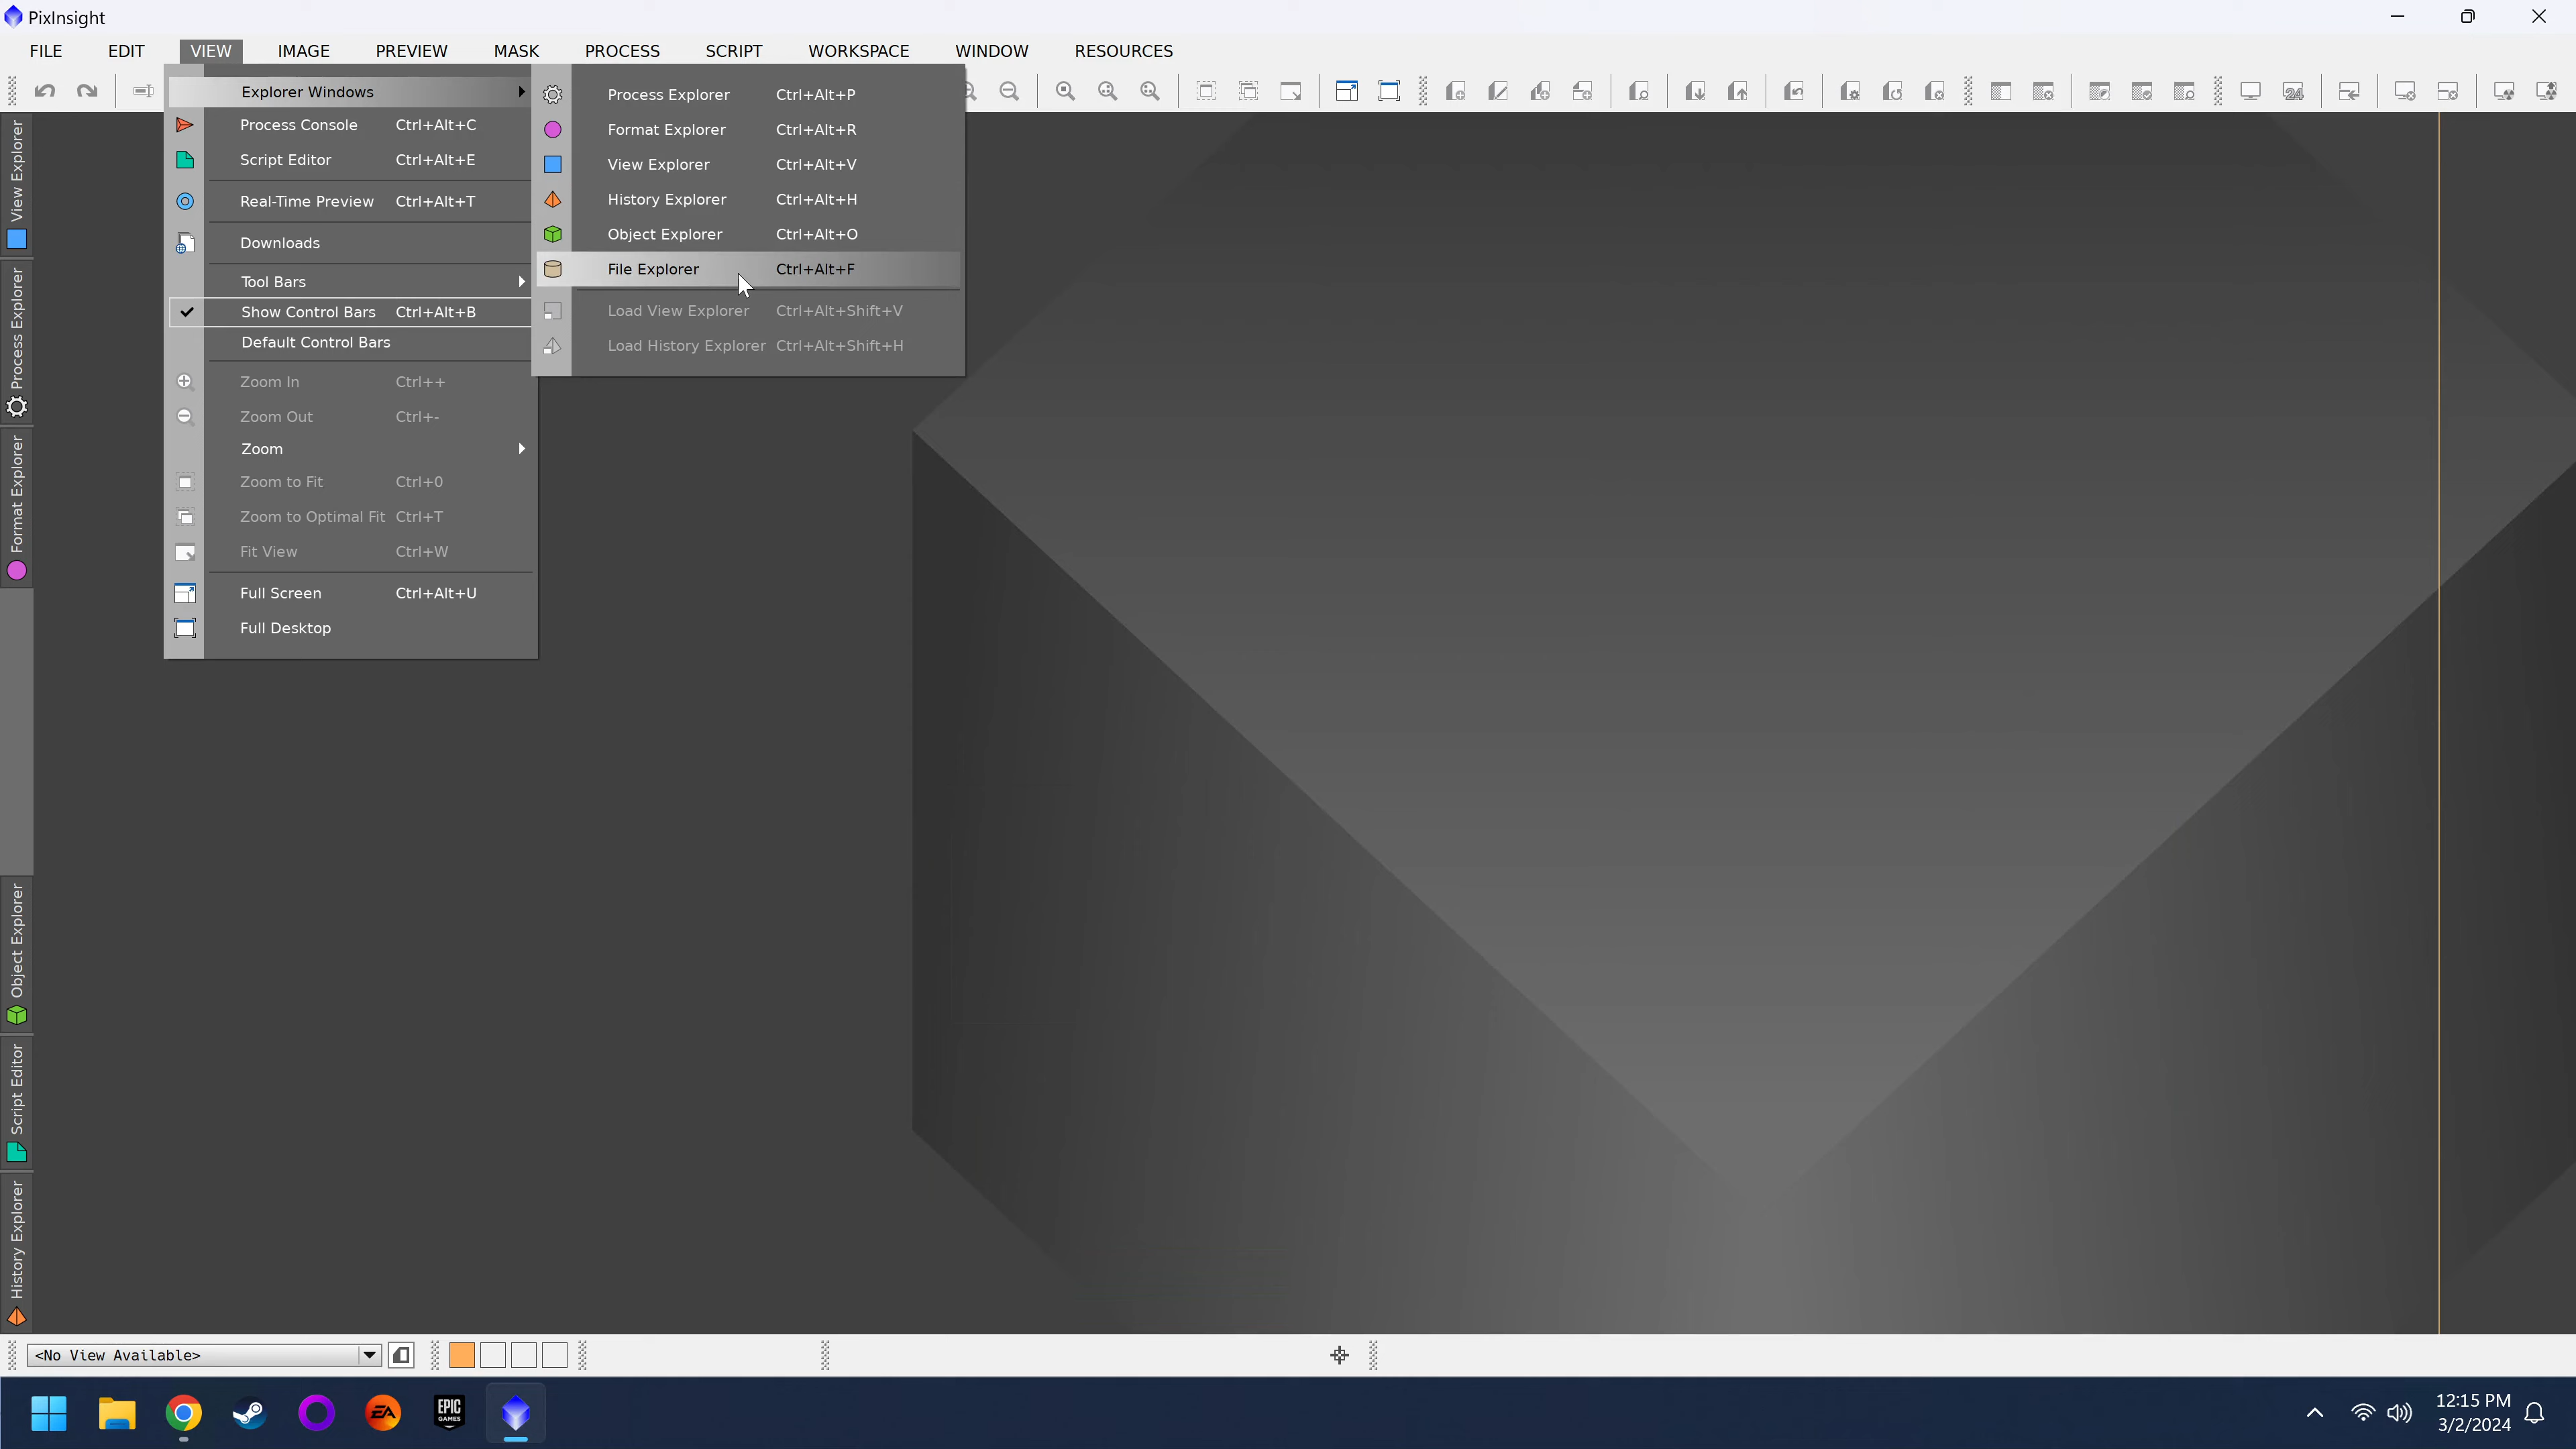 PixInsight
FILE EDIT VIEW IMAGE PREVIEW MASK PROCESS SCRIPT WORKSPACE WINDOW RESOURCES
24
Explorer Windows
Process Console Ctrl+Alt+C
Script Editor Ctrl+Alt+E
Real-Time Preview Ctrl+Alt+T
Downloads
Tool Bars
Show Control Bars Ctrl+Alt+B
Default Control Bars
Zoom In Ctrl++
Zoom Out Ctrl+-
Zoom
Zoom to Fit Ctrl+0
Zoom to Optimal Fit Ctrl+T
Fit View Ctrl+W
Full Screen Ctrl+Alt+U
Full Desktop
Process Explorer Ctrl+Alt+P
Format Explorer Ctrl+Alt+R
View Explorer Ctrl+Alt+V
History Explorer Ctrl+Alt+H
Object Explorer Ctrl+Alt+O
File Explorer Ctrl+Alt+F
Load View Explorer Ctrl+Alt+Shift+V
Load History Explorer Ctrl+Alt+Shift+H
View Explorer
Process Explorer
Format Explorer
Object Explorer
Script Editor
History Explorer
<No View Available>
EA
EPIC
GAMES
12:15 PM
3/2/2024